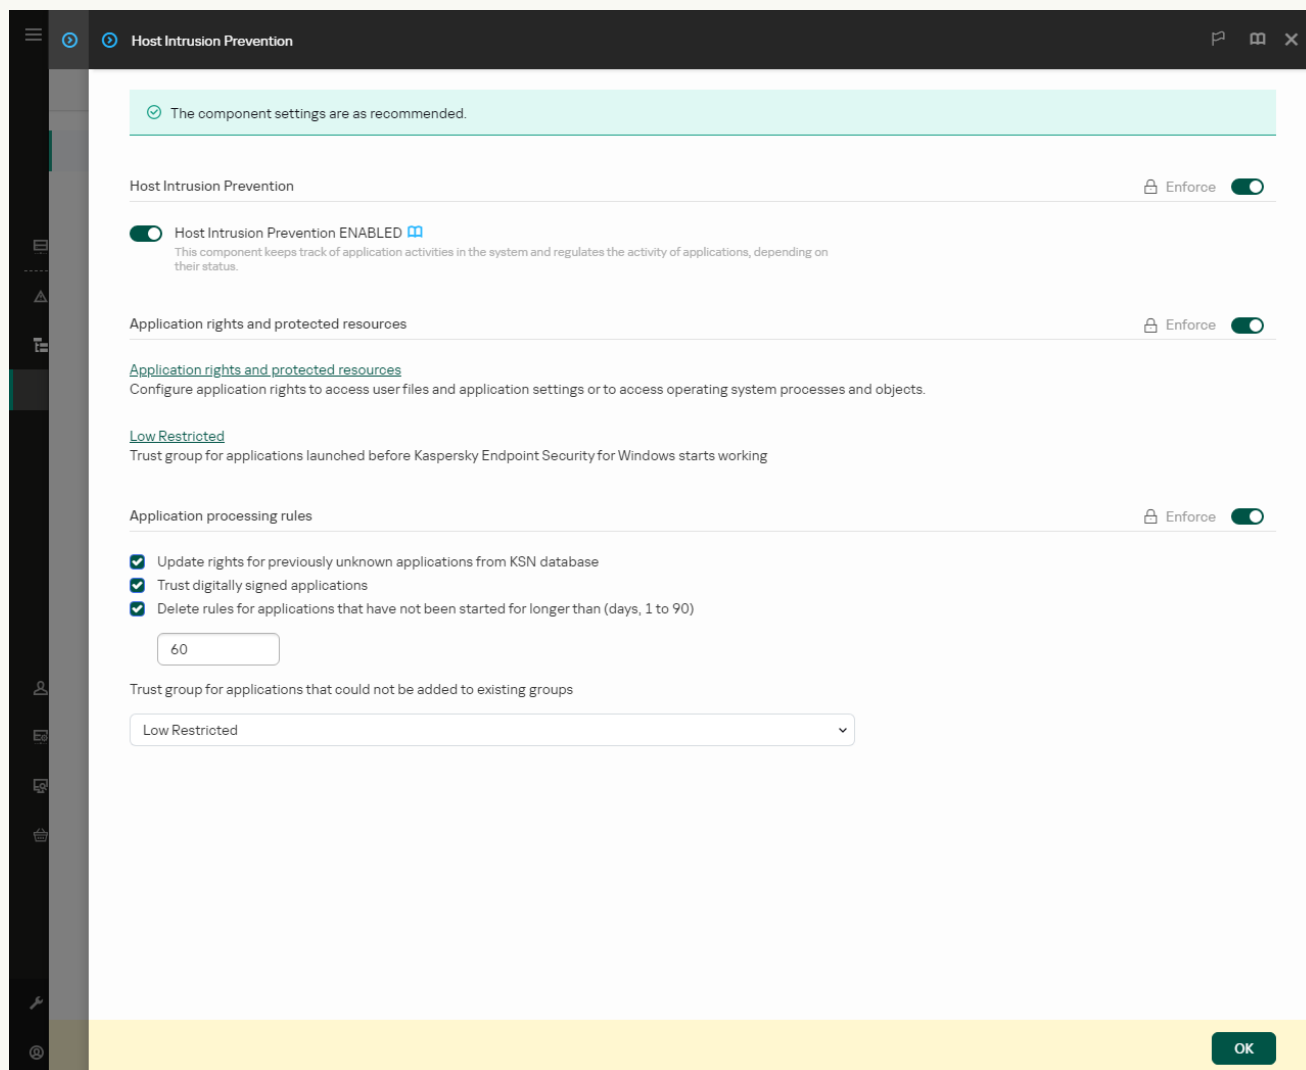 Host Intrusion Prevention
The component settings are as recommended.
Host Intrusion Prevention
Enforce
Host Intrusion Prevention ENABLED
This component keeps track of application activities in the system and regulates the activity of applications, depending on
their status.
Application rights and protected resources
Enforce
Application rights and protected resources
Configure application rights to access user files and application settings or to access operating system processes and objects.
Low Restricted
Trust group for applications launched before Kaspersky Endpoint Security for Windows starts working
Application processing rules
Enforce
Update rights for previously unknown applications from KSN database
Trust digitally signed applications
Delete rules for applications that have not been started for longer than (days, 1 to 90)
60
Trust group for applications that could not be added to existing groups
Low Restricted
OK